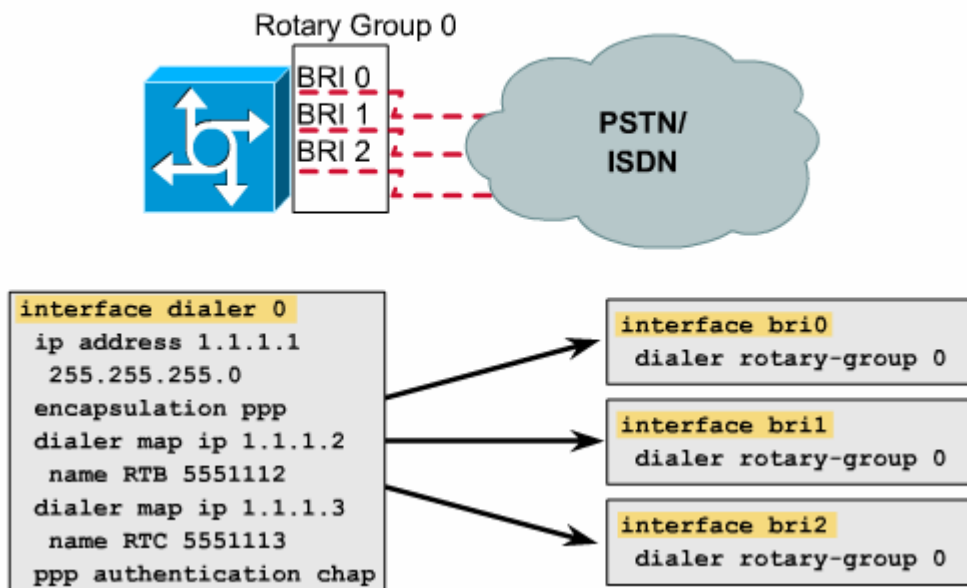 Rotary Group 0
BRI 0
BRI 1
BRI 2
PSTN/
ISDN
interface dialer 0
ip address 1.1.1.1
255.255.255.0
encapsulation ppp
dialer map ip 1.1.1.2
name RTB 5551112
dialer map ip 1.1.1.3
name RTC 5551113
ppp authentication chap
interface bri0
dialer rotary-group 0
interface bri1
dialer rotary-group 0
interface bri2
dialer rotary-group 0